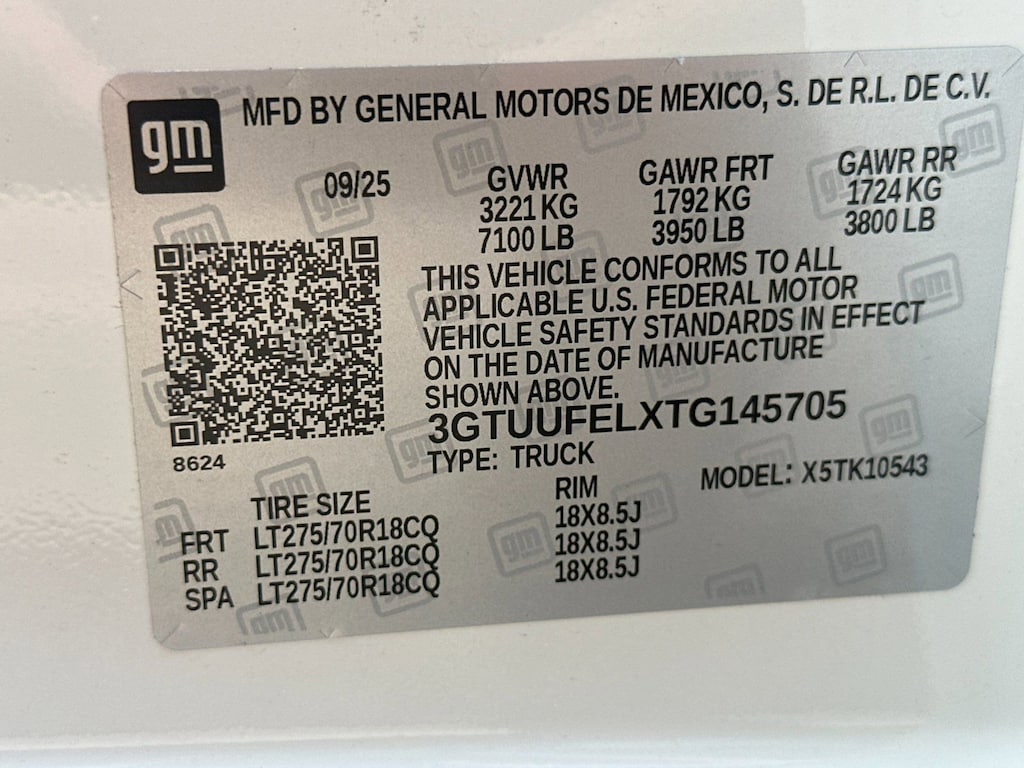 gm MFD BY GENERAL MOTORS DE MEXICO, S. DE R.L. DE C.V.
09/25 GVWR GAWR FRT GAWR RR
3221 KG 1792 KG 1724 KG
7100 LB 3950 LB 3800 LB
THIS VEHICLE CONFORMS TO ALL
APPLICABLE U.S. FEDERAL MOTOR
VEHICLE SAFETY STANDARDS IN EFFECT
ON THE DATE OF MANUFACTURE
SHOWN ABOVE.
3GTUUFELXTG145705
8624 TYPE: TRUCK MODEL: X5TK10543
TIRE SIZE RIM
FRT LT275/70R18CQ 18X8.5J
RR LT275/70R18CQ 18X8.5J
SPA LT275/70R18CQ 18X8.5J